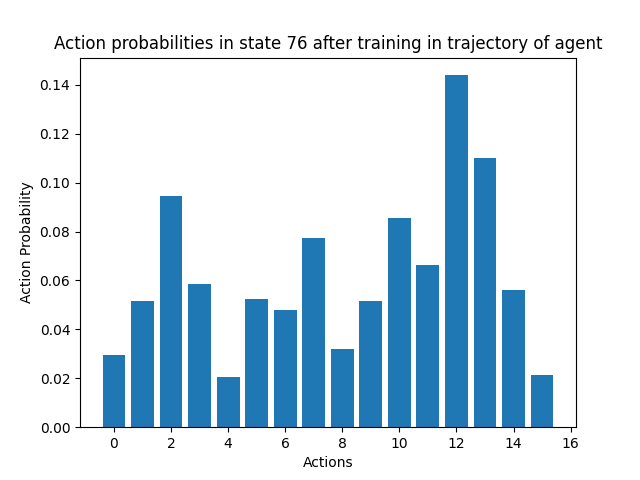 Action probabilities in state 76 after training in trajectory of agent
0.14
0.12
0.10
0.08
0.06
0.04
0.02
0.00
Action Probability
0 2 4 6 8 10 12 14 16
Actions